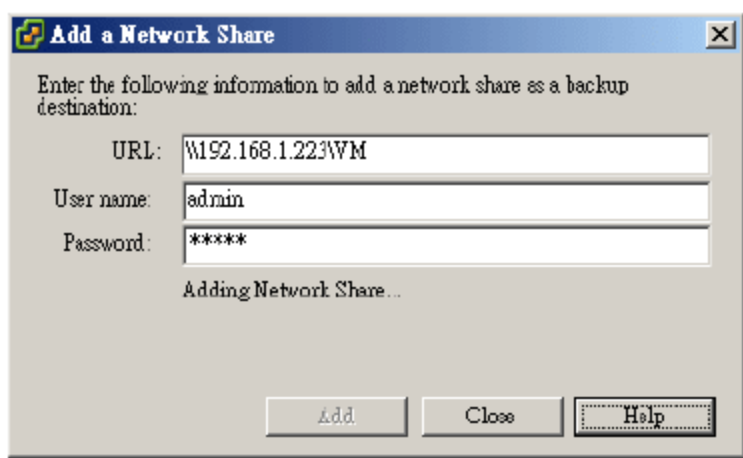 Add a Network Share
Enter the following information to add a network share as a backup
destination:
URL: \\192.168.1.223\VM
User name: admin
Password: *****
Adding Network Share...
Add Close Help